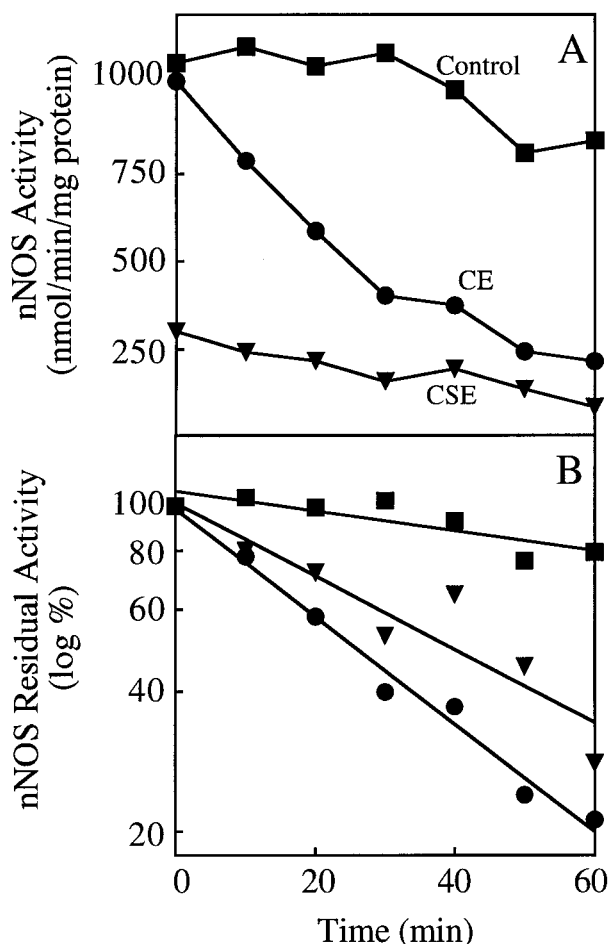 A
Control
1000
750
500
250
nNOS Activity
(nmol/min/mg protein)
CE
CSE
B
100
80
60
40
20
nNOS Residual Activity
(log %)
0
20
40
60
Time (min)